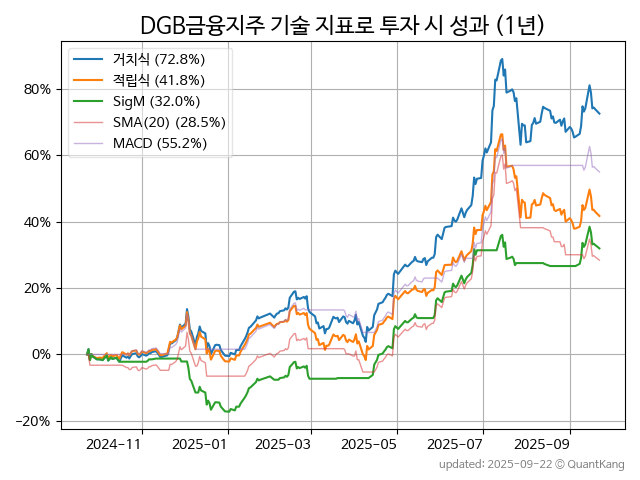 DGB금융지주 기술 지표로 투자 시 성과 (1년)
거치식 (72.8%)
적립식 (41.8%)
SigM (32.0%)
SMA(20) (28.5%)
MACD (55.2%)
80%
60%
40%
20%
0%
−20%
2024-11 2025-01 2025-03 2025-05 2025-07 2025-09
updated: 2025-09-22 © QuantKang